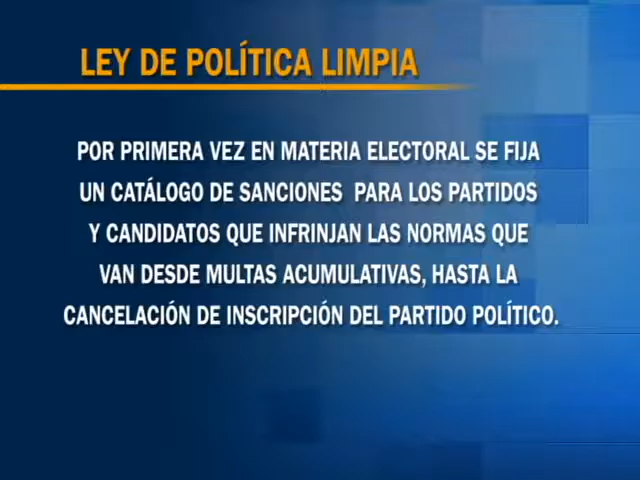 LEY DE POLÍTICA LIMPIA
POR PRIMERA VEZ EN MATERIA ELECTORAL SE FIJA
UN CATÁLOGO DE SANCIONES PARA LOS PARTIDOS
Y CANDIDATOS QUE INFRINJAN LAS NORMAS QUE
VAN DESDE MULTAS ACUMULATIVAS, HASTA LA
CANCELACIÓN DE INSCRIPCIÓN DEL PARTIDO POLÍTICO.